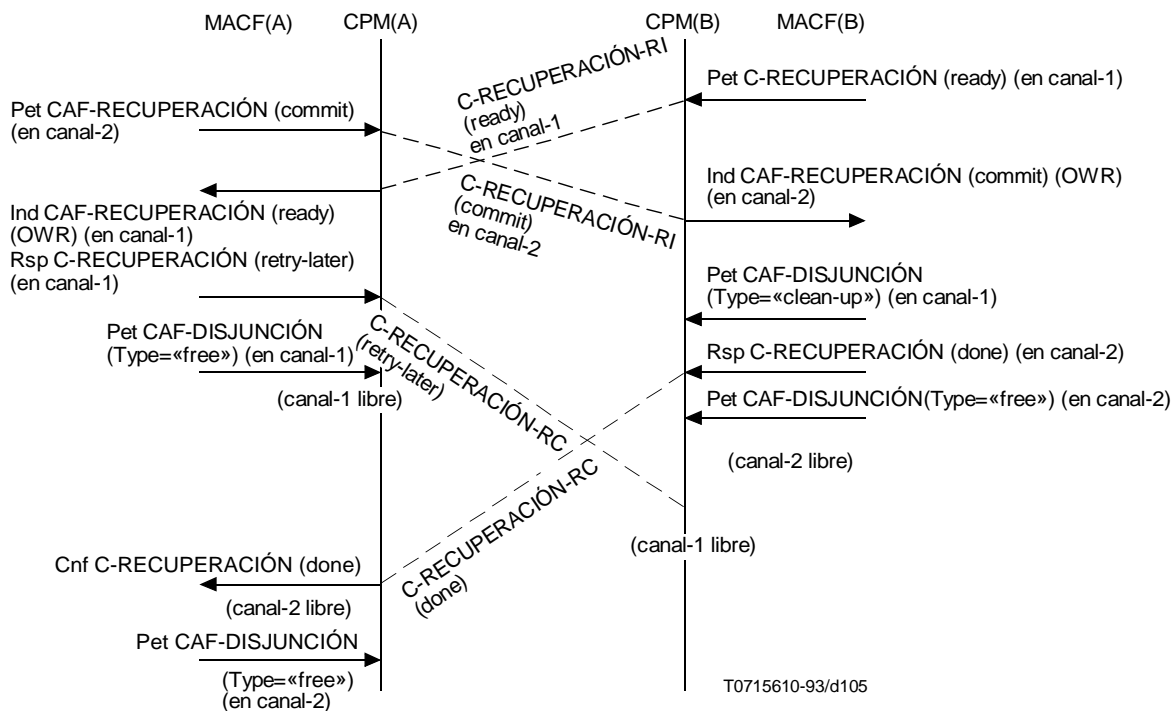 MACF(A)
CPM(A)
CPM(B)
MACF(B)
Pet CAF-RECUPERACIÓN (commit)
(en canal-2)
C-RECUPERACIÓN-RI
(ready)
en canal-1
Pet C-RECUPERACIÓN (ready) (en canal-1)
Ind CAF-RECUPERACIÓN (ready)
(OWR) (en canal-1)
C-RECUPERACIÓN-RI
(commit)
en canal-2
Ind CAF-RECUPERACIÓN (commit) (OWR)
(en canal-2)
Rsp C-RECUPERACIÓN (retry-later)
(en canal-1)
Pet CAF-DISJUNCIÓN
(Type=«clean-up») (en canal-1)
Pet CAF-DISJUNCIÓN
(Type=«free») (en canal-1)
(canal-1 libre)
C-RECUPERACIÓN-RC
(retry-later)
Rsp C-RECUPERACIÓN (done) (en canal-2)
Pet CAF-DISJUNCIÓN(Type=«free») (en canal-2)
(canal-2 libre)
C-RECUPERACIÓN-RC
(done)
(canal-1 libre)
Cnf C-RECUPERACIÓN (done)
(canal-2 libre)
Pet CAF-DISJUNCIÓN
(Type=«free»)
(en canal-2)
T0715610-93/d105